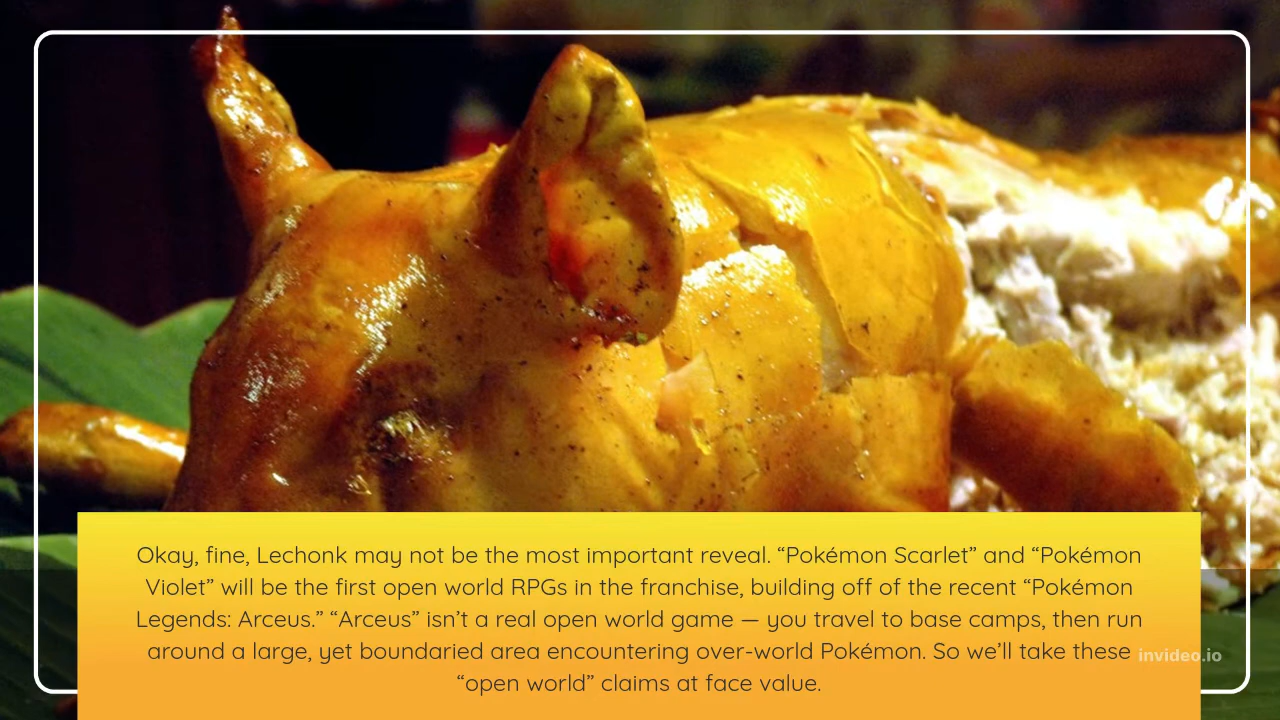 Okay, fine, Lechonk may not be the most important reveal. “Pokémon Scarlet” and “Pokémon
Violet” will be the first open world RPGs in the franchise, building off of the recent “Pokémon
Legends: Arceus.” “Arceus” isn’t a real open world game — you travel to base camps, then run
around a large, yet boundaried area encountering over-world Pokémon. So we’ll take these
“open world” claims at face value.
invideo.io